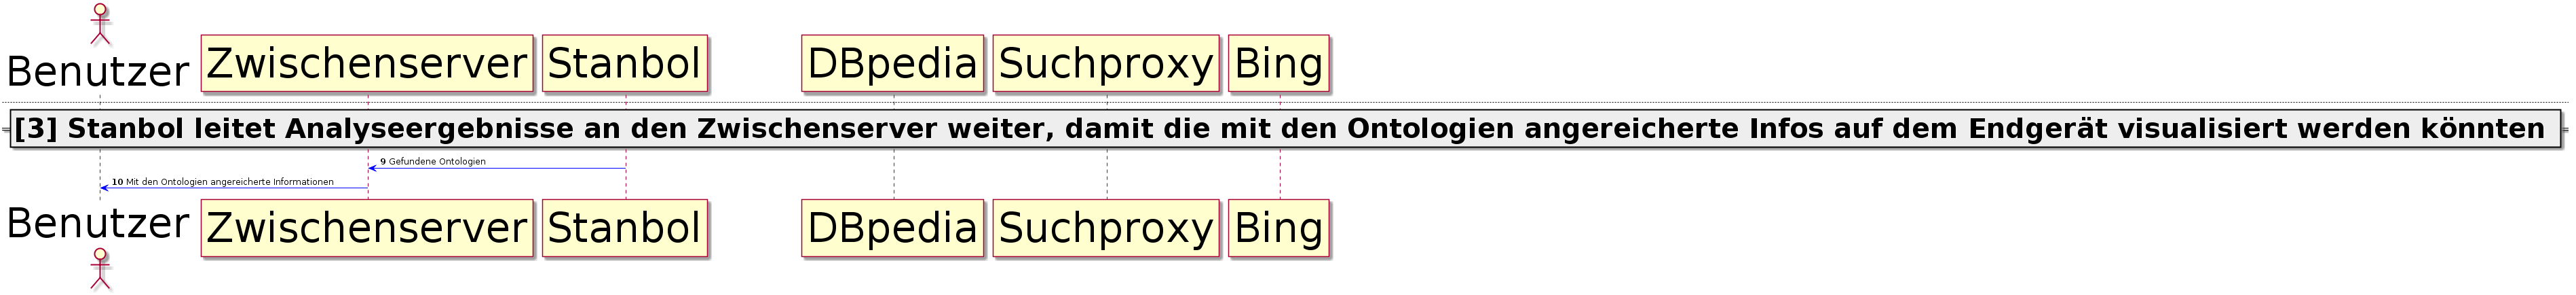 Benutzer
Zwischenserver
Stanbol
DBpedia
Suchproxy
Bing
[3] Stanbol leitet Analyseergebnisse an den Zwischenserver weiter, damit die mit den Ontologien angereicherte Infos auf dem Endgerät visualisiert werden könnten
9 Gefundene Ontologien
10 Mit den Ontologien angereicherte Informationen
Benutzer
Zwischenserver
Stanbol
DBpedia
Suchproxy
Bing